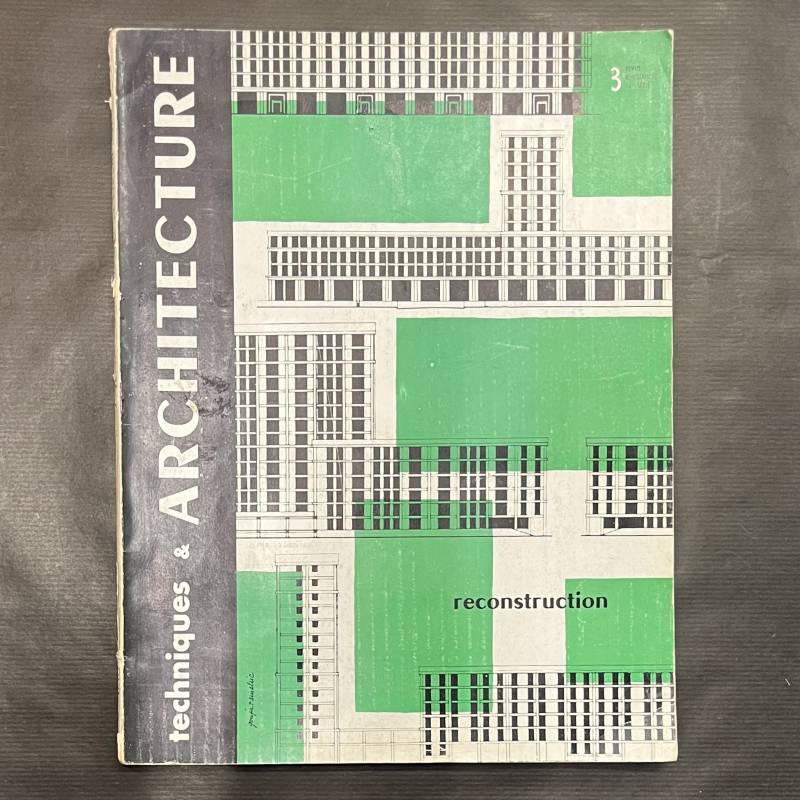 techniques & ARCHITECTURE
3
reconstruction